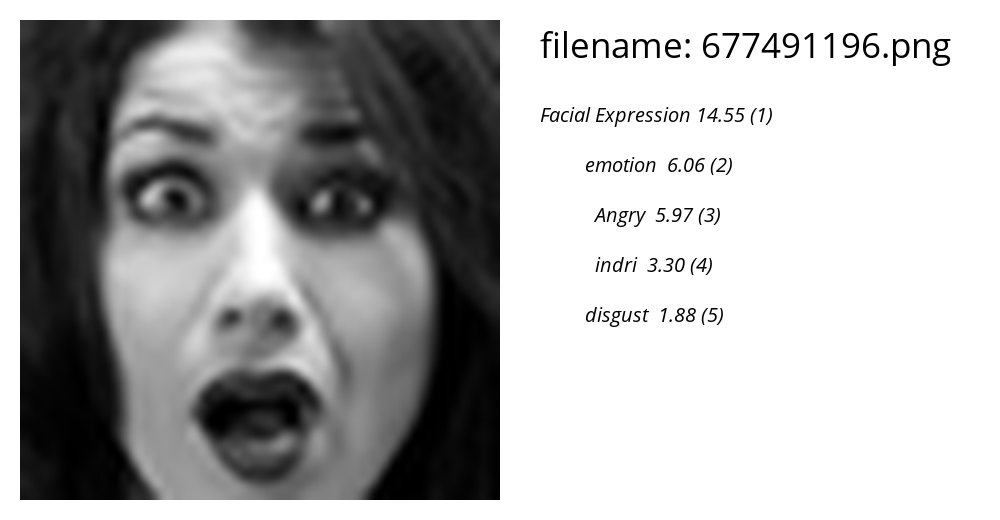 filename: 677491196.png
Facial Expression 14.55 (1)
emotion 6.06 (2)
Angry 5.97 (3)
indri 3.30 (4)
disgust 1.88 (5)